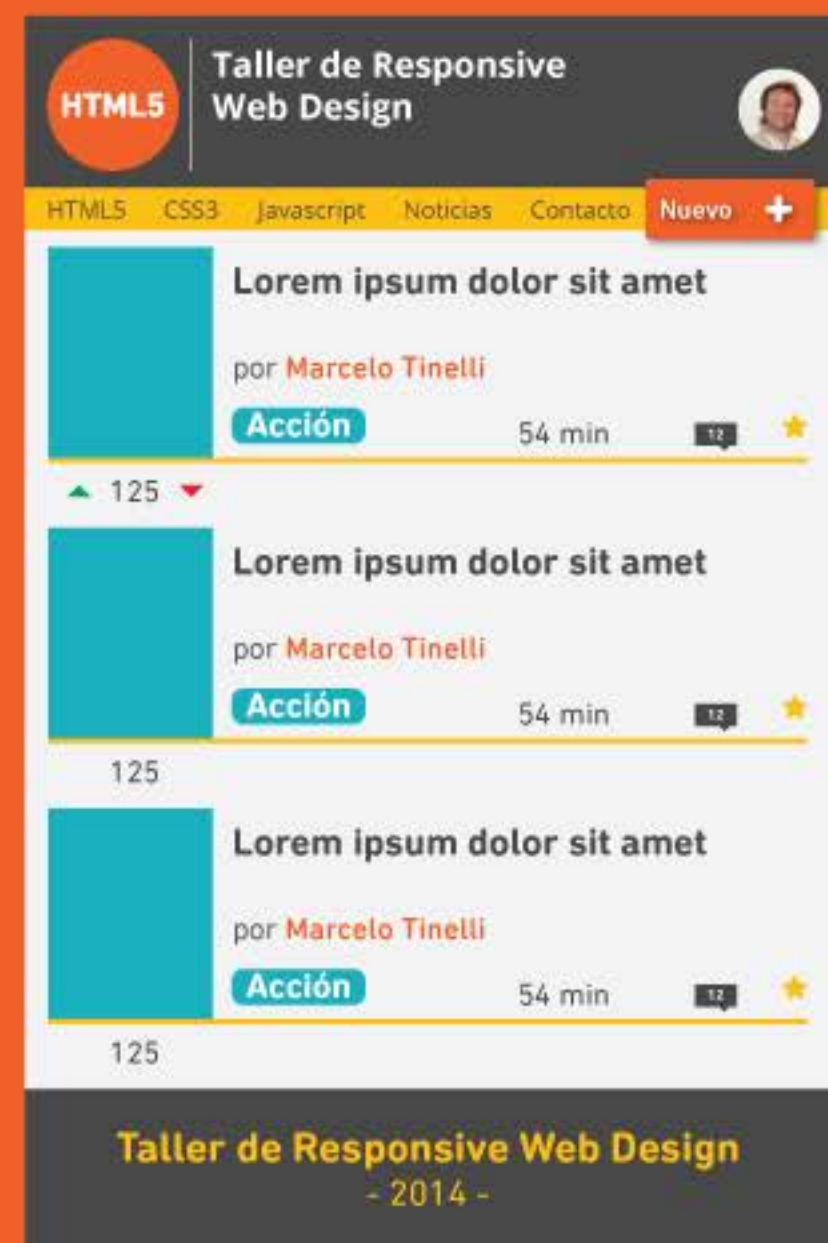 HTML5
Taller de Responsive
Web Design
HTML5 CSS3 Javascript Noticias Contacto Nuevo +
Lorem ipsum dolor sit amet
por Marcelo Tinelli
Acción 54 min 12
125
Lorem ipsum dolor sit amet
por Marcelo Tinelli
Acción 54 min 12
125
Lorem ipsum dolor sit amet
por Marcelo Tinelli
Acción 54 min 12
125
Taller de Responsive Web Design
- 2014 -